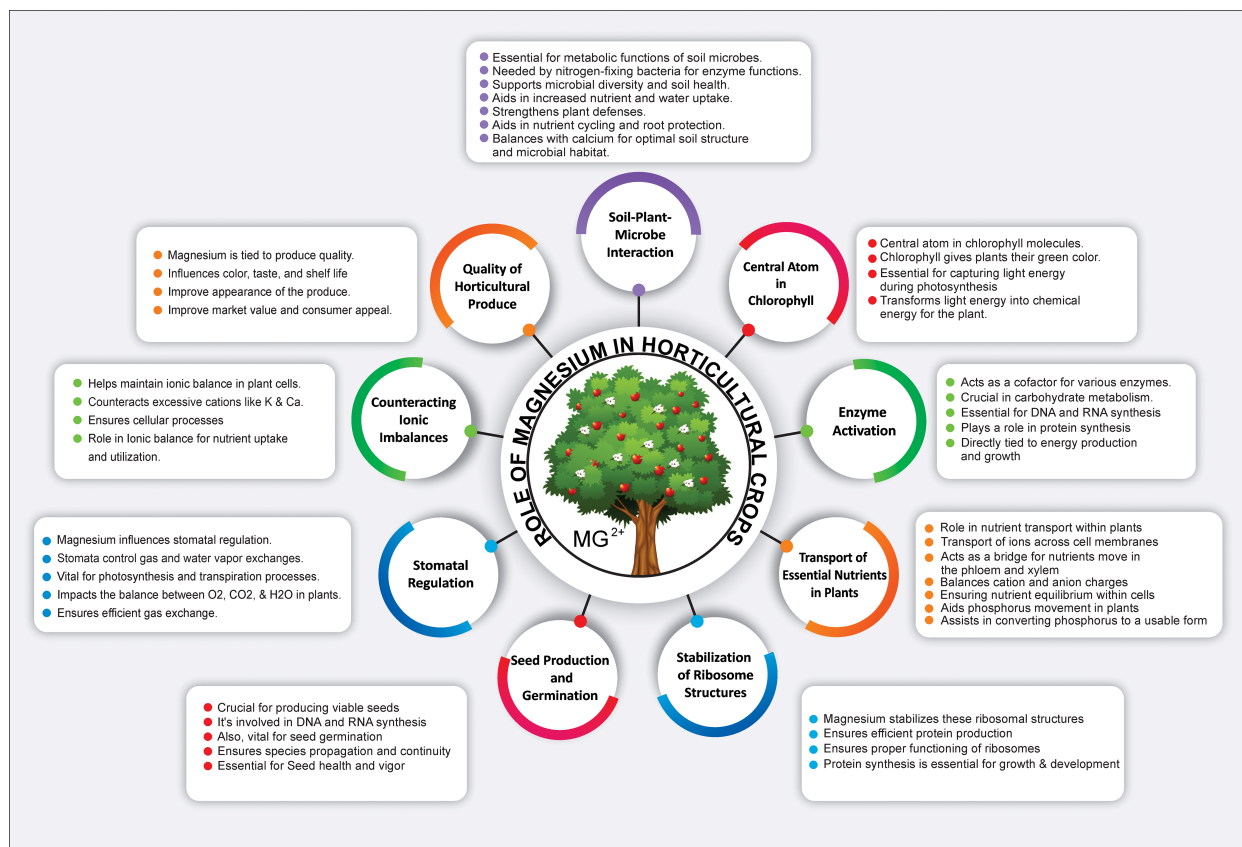 Essential for metabolic functions of soil microbes.
Needed by nitrogen-fixing bacteria for enzyme functions.
Supports microbial diversity and soil health.
Aids in increased nutrient and water uptake.
Strengthens plant defenses.
Aids in nutrient cycling and root protection.
Balances with calcium for optimal soil structure
and microbial habitat.
Soil-Plant-
Microbe
Interaction
Central Atom
in
Chlorophyll
Central atom in chlorophyll molecules.
Chlorophyll gives plants their green color.
Essential for capturing light energy
during photosynthesis
Transforms light energy into chemical
energy for the plant.
Enzyme
Activation
Acts as a cofactor for various enzymes.
Crucial in carbohydrate metabolism.
Essential for DNA and RNA synthesis
Plays a role in protein synthesis
Directly tied to energy production
and growth
Transport of
Essential Nutrients
in Plants
Role in nutrient transport within plants
Transport of ions across cell membranes
Acts as a bridge for nutrients move in
the phloem and xylem
Balances cation and anion charges
Ensuring nutrient equilibrium within cells
Aids phosphorus movement in plants
Assists in converting phosphorus to a usable form
Stabilization
of Ribosome
Structures
Magnesium stabilizes these ribosomal structures
Ensures efficient protein production
Ensures proper functioning of ribosomes
Protein synthesis is essential for growth & development
Seed Production
and
Germination
Crucial for producing viable seeds
It's involved in DNA and RNA synthesis
Also, vital for seed germination
Ensures species propagation and continuity
Essential for Seed health and vigor
Stomatal
Regulation
Magnesium influences stomatal regulation.
Stomata control gas and water vapor exchanges.
Vital for photosynthesis and transpiration processes.
Impacts the balance between O2, CO2, & H2O in plants.
Ensures efficient gas exchange.
Counteracting
Ionic
Imbalances
Helps maintain ionic balance in plant cells.
Counteracts excessive cations like K & Ca.
Ensures cellular processes
Role in Ionic balance for nutrient uptake
and utilization.
Quality of
Horticultural
Produce
Magnesium is tied to produce quality.
Influences color, taste, and shelf life
Improve appearance of the produce.
Improve market value and consumer appeal.
ROLE OF MAGNESIUM IN HORTICULTURAL CROPS
MG²⁺